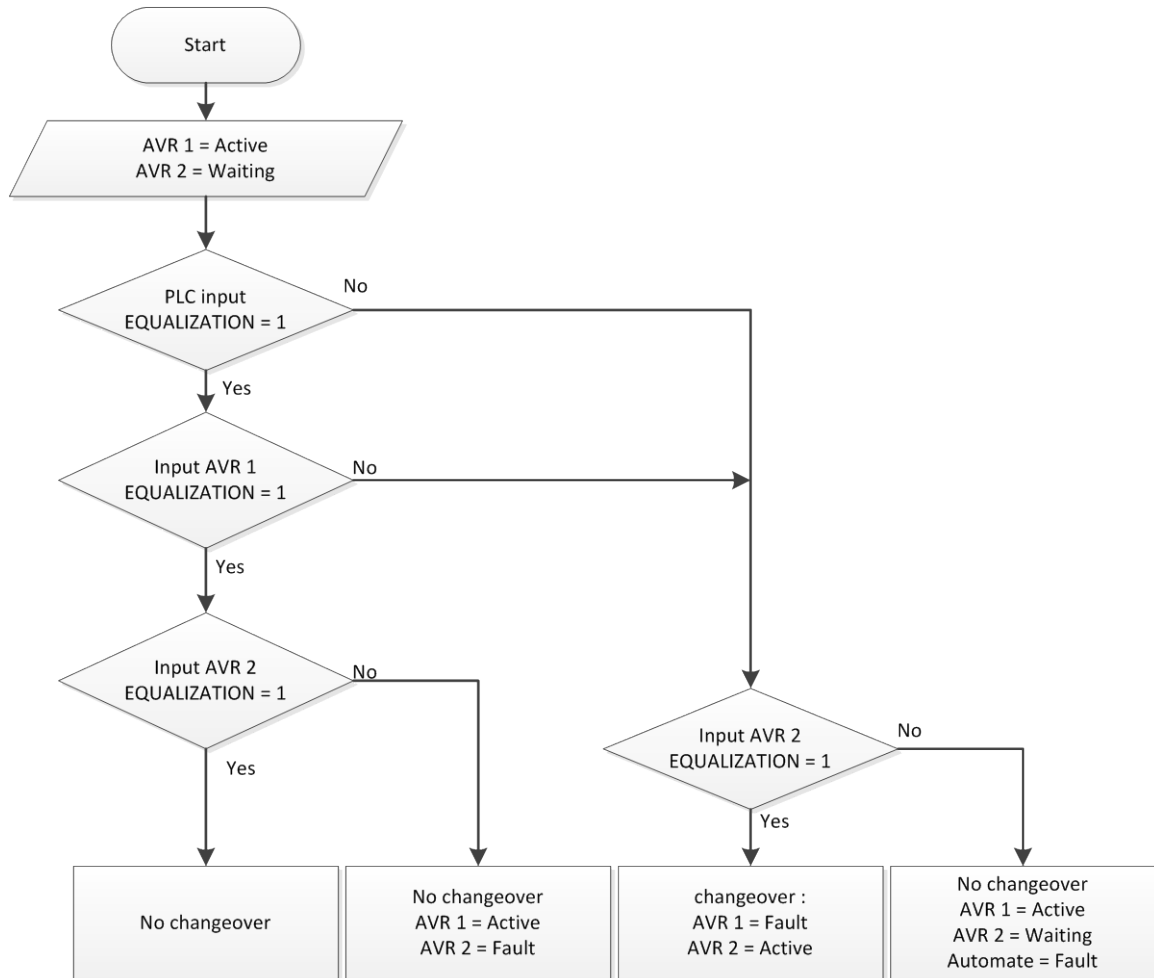 Start
AVR 1 = Active
AVR 2 = Waiting
PLC input
EQUALIZATION = 1
No
Yes
Input AVR 1
EQUALIZATION = 1
No
Yes
Input AVR 2
EQUALIZATION = 1
No
Yes
Input AVR 2
EQUALIZATION = 1
No
Yes
No changeover
No changeover
AVR 1 = Active
AVR 2 = Fault
changeover :
AVR 1 = Fault
AVR 2 = Active
No changeover
AVR 1 = Active
AVR 2 = Waiting
Automate = Fault